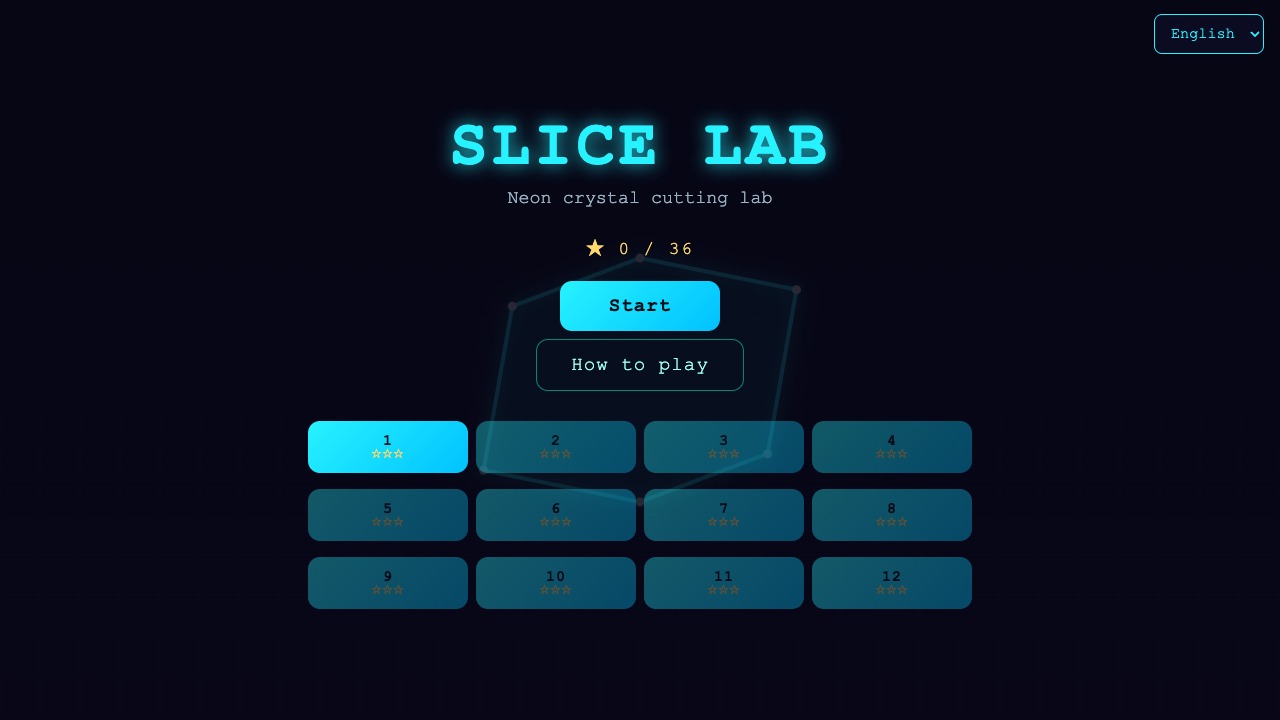 English
SLICE LAB
Neon crystal cutting lab
★ 0 / 36
Start
How to play
1 2 3 4
☆☆☆ ☆☆☆ ☆☆☆ ☆☆☆
5 6 7 8
☆☆☆ ☆☆☆ ☆☆☆ ☆☆☆
9 10 11 12
☆☆☆ ☆☆☆ ☆☆☆ ☆☆☆